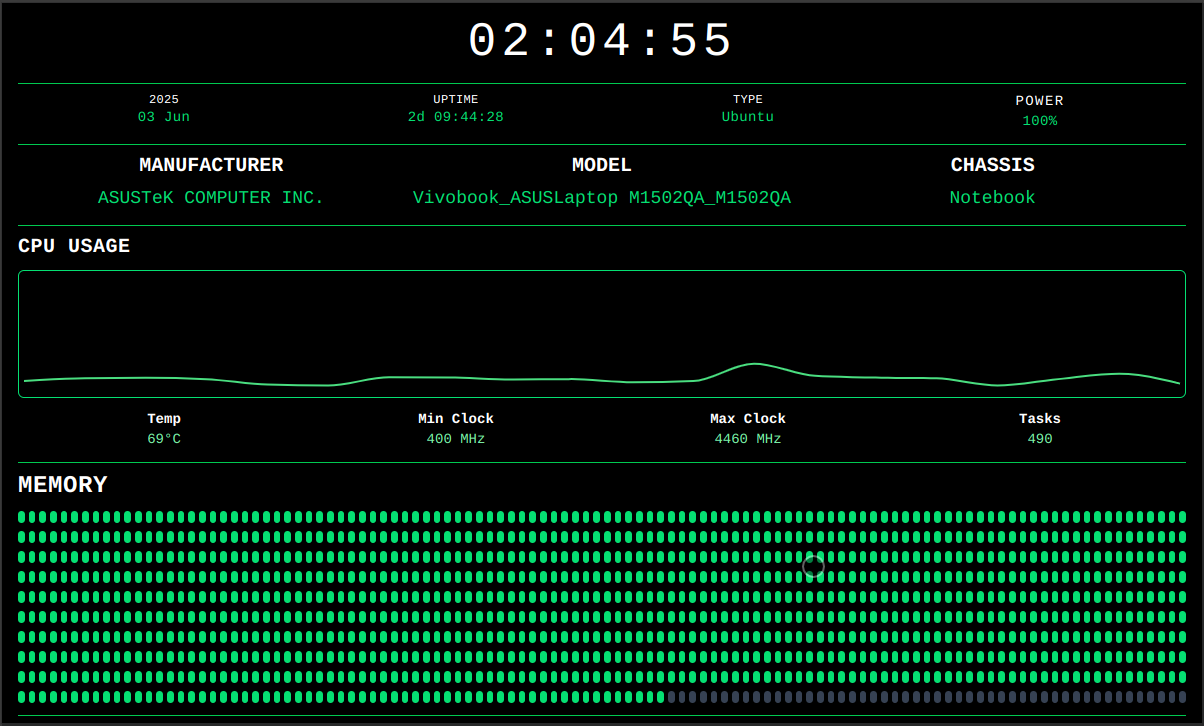 02:04:55
2025 UPTIME TYPE POWER
03 Jun 2d 09:44:28 Ubuntu 100%
MANUFACTURER MODEL CHASSIS
ASUSTeK COMPUTER INC. Vivobook_ASUSLaptop M1502QA_M1502QA Notebook
CPU USAGE
Temp Min Clock Max Clock Tasks
69°C 400 MHz 4460 MHz 490
MEMORY